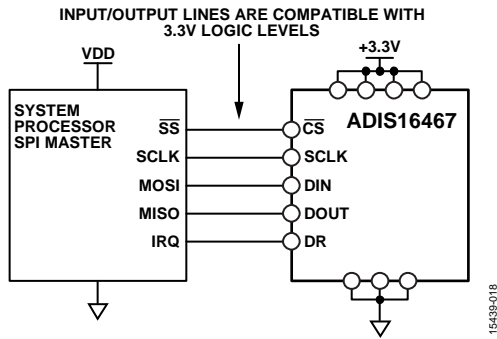 INPUT/OUTPUT LINES ARE COMPATIBLE WITH
3.3V LOGIC LEVELS
VDD
+3.3V
SYSTEM
PROCESSOR
SPI MASTER
ADIS16467
SS
CS
SCLK
SCLK
MOSI
DIN
MISO
DOUT
IRQ
DR
15439-018